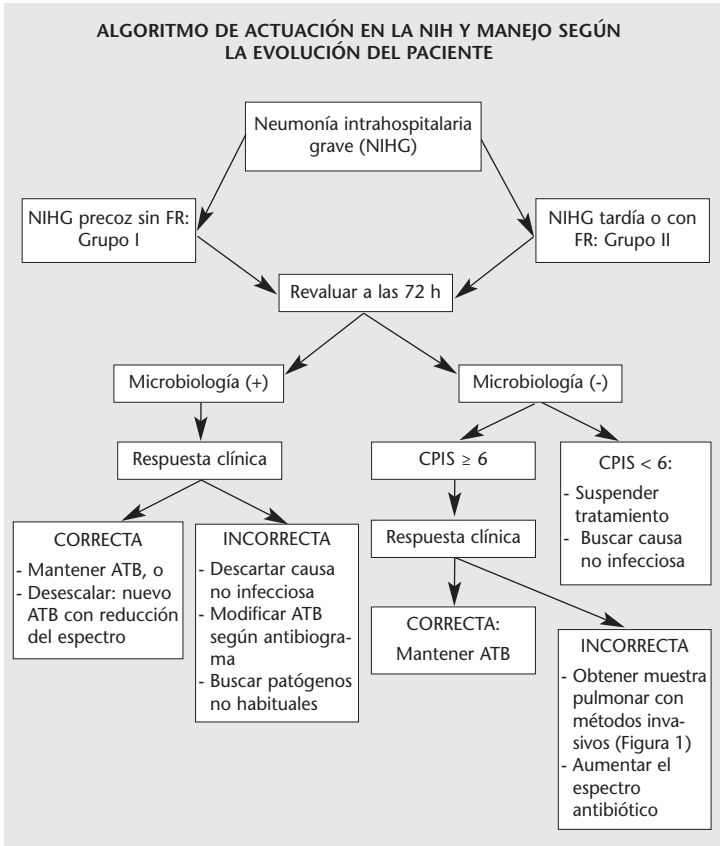 ALGORITMO DE ACTUACIÓN EN LA NIH Y MANEJO SEGÚN
LA EVOLUCIÓN DEL PACIENTE
Neumonía intrahospitalaria
grave (NIHG)
NIHG precoz sin FR:
Grupo I
NIHG tardía o con
FR: Grupo II
Revaluar a las 72 h
Microbiología (+)
Microbiología (-)
Respuesta clínica
CPIS ≥ 6
CPIS < 6:
- Suspender
tratamiento
- Buscar causa
no infecciosa
CORRECTA
- Mantener ATB, o
- Desescalar: nuevo
ATB con reducción
del espectro
INCORRECTA
- Descartar causa
no infecciosa
- Modificar ATB
según antibiogra-
ma
- Buscar patógenos
no habituales
Respuesta clínica
CORRECTA:
Mantener ATB
INCORRECTA
- Obtener muestra
pulmonar con
métodos inva-
sivos (Figura 1)
- Aumentar el
espectro
antibiótico